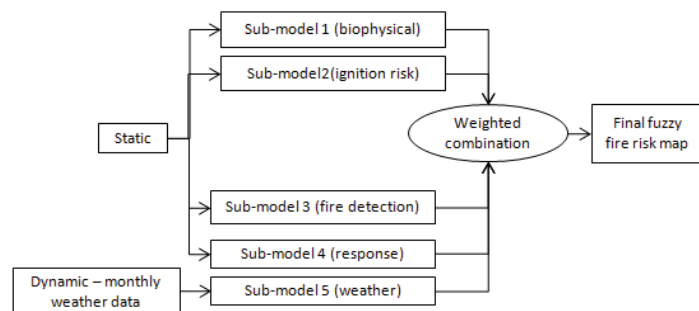 Sub-model 1 (biophysical)
Sub-model2(ignition risk)
Static
Weighted
combination
Final fuzzy
fire risk map
Sub-model 3 (fire detection)
Sub-model 4 (response)
Dynamic – monthly
weather data
Sub-model 5 (weather)